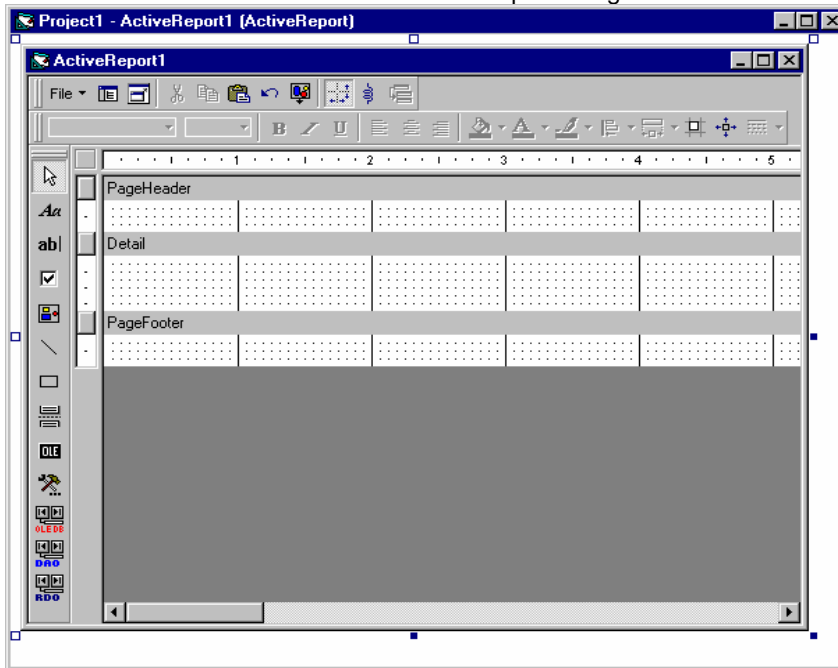 Project1 - ActiveReport1 (ActiveReport)
ActiveReport1
File
B I U
A
1 2 3 4 5
PageHeader
Aa
ab|
Detail
PageFooter
OLE
OLEDB
DAO
RDO